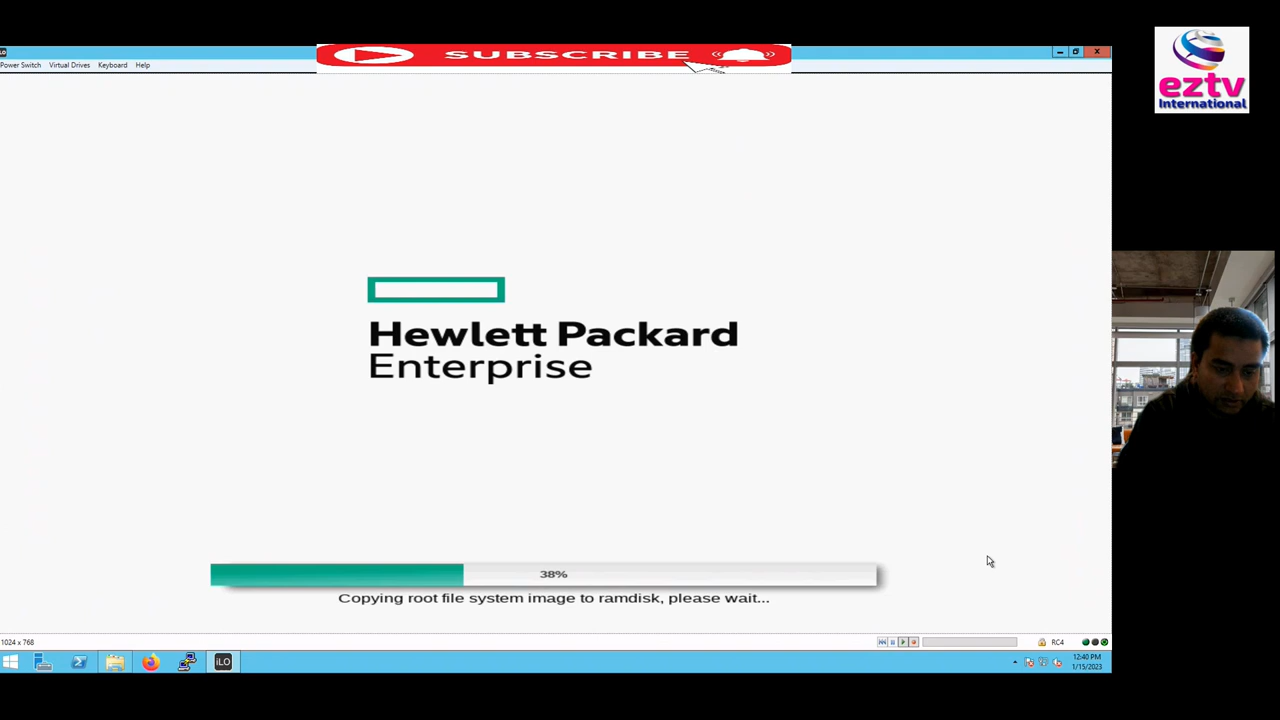 SUBSCRIBE
eztv
International
iLO
Power Switch Virtual Drives Keyboard Help
Hewlett Packard
Enterprise
38%
Copying root file system image to ramdisk, please wait...
1024 x 768
RC4
iLO
12:40 PM
1/15/2023